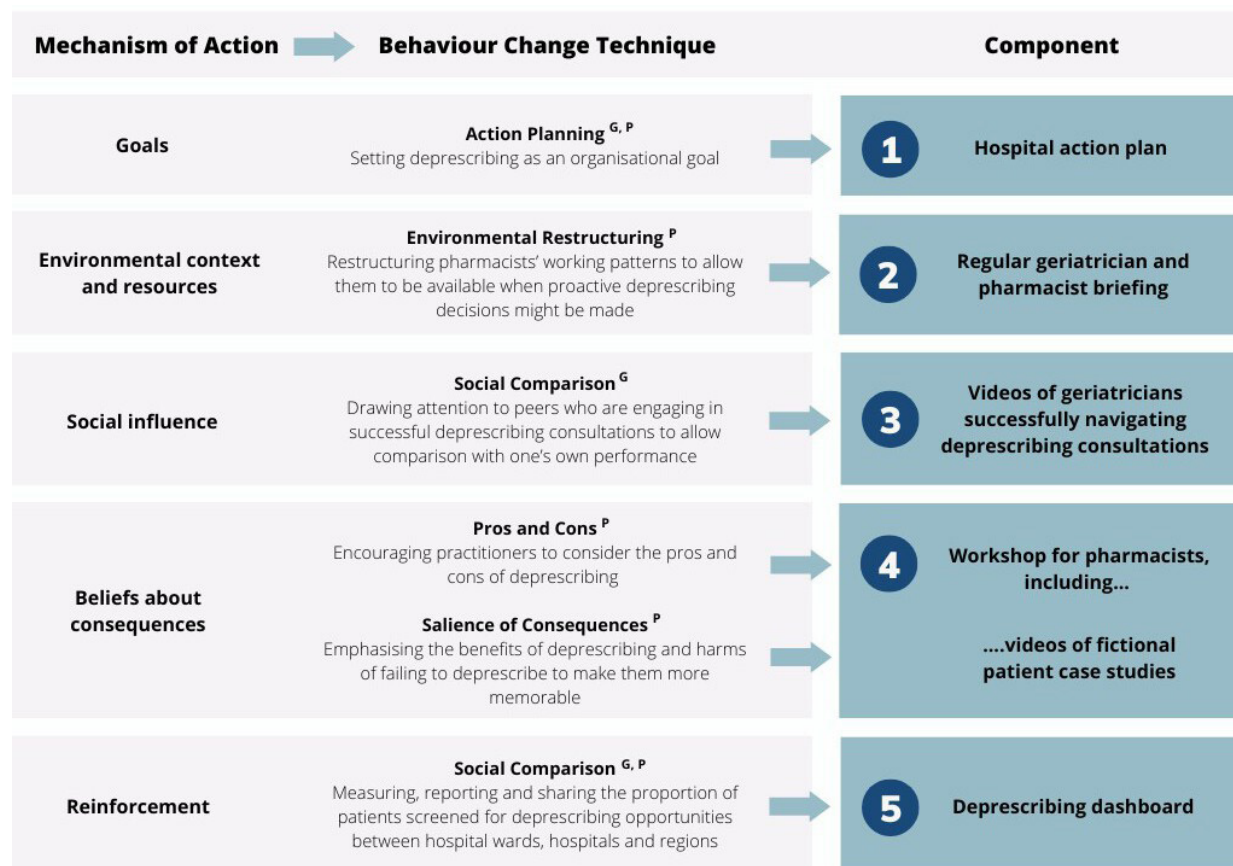 Mechanism of Action
Behaviour Change Technique
Component
Goals
Action Planning G, P
Setting deprescribing as an organisational goal
1
Hospital action plan
Environmental context
and resources
Environmental Restructuring P
Restructuring pharmacists’ working patterns to allow
them to be available when proactive deprescribing
decisions might be made
2
Regular geriatrician and
pharmacist briefing
Social influence
Social Comparison G
Drawing attention to peers who are engaging in
successful deprescribing consultations to allow
comparison with one’s own performance
3
Videos of geriatricians
successfully navigating
deprescribing consultations
Beliefs about
consequences
Pros and Cons P
Encouraging practitioners to consider the pros and
cons of deprescribing
Salience of Consequences P
Emphasising the benefits of deprescribing and harms
of failing to deprescribe to make them more
memorable
4
Workshop for pharmacists,
including...
....videos of fictional
patient case studies
Reinforcement
Social Comparison G, P
Measuring, reporting and sharing the proportion of
patients screened for deprescribing opportunities
between hospital wards, hospitals and regions
5
Deprescribing dashboard